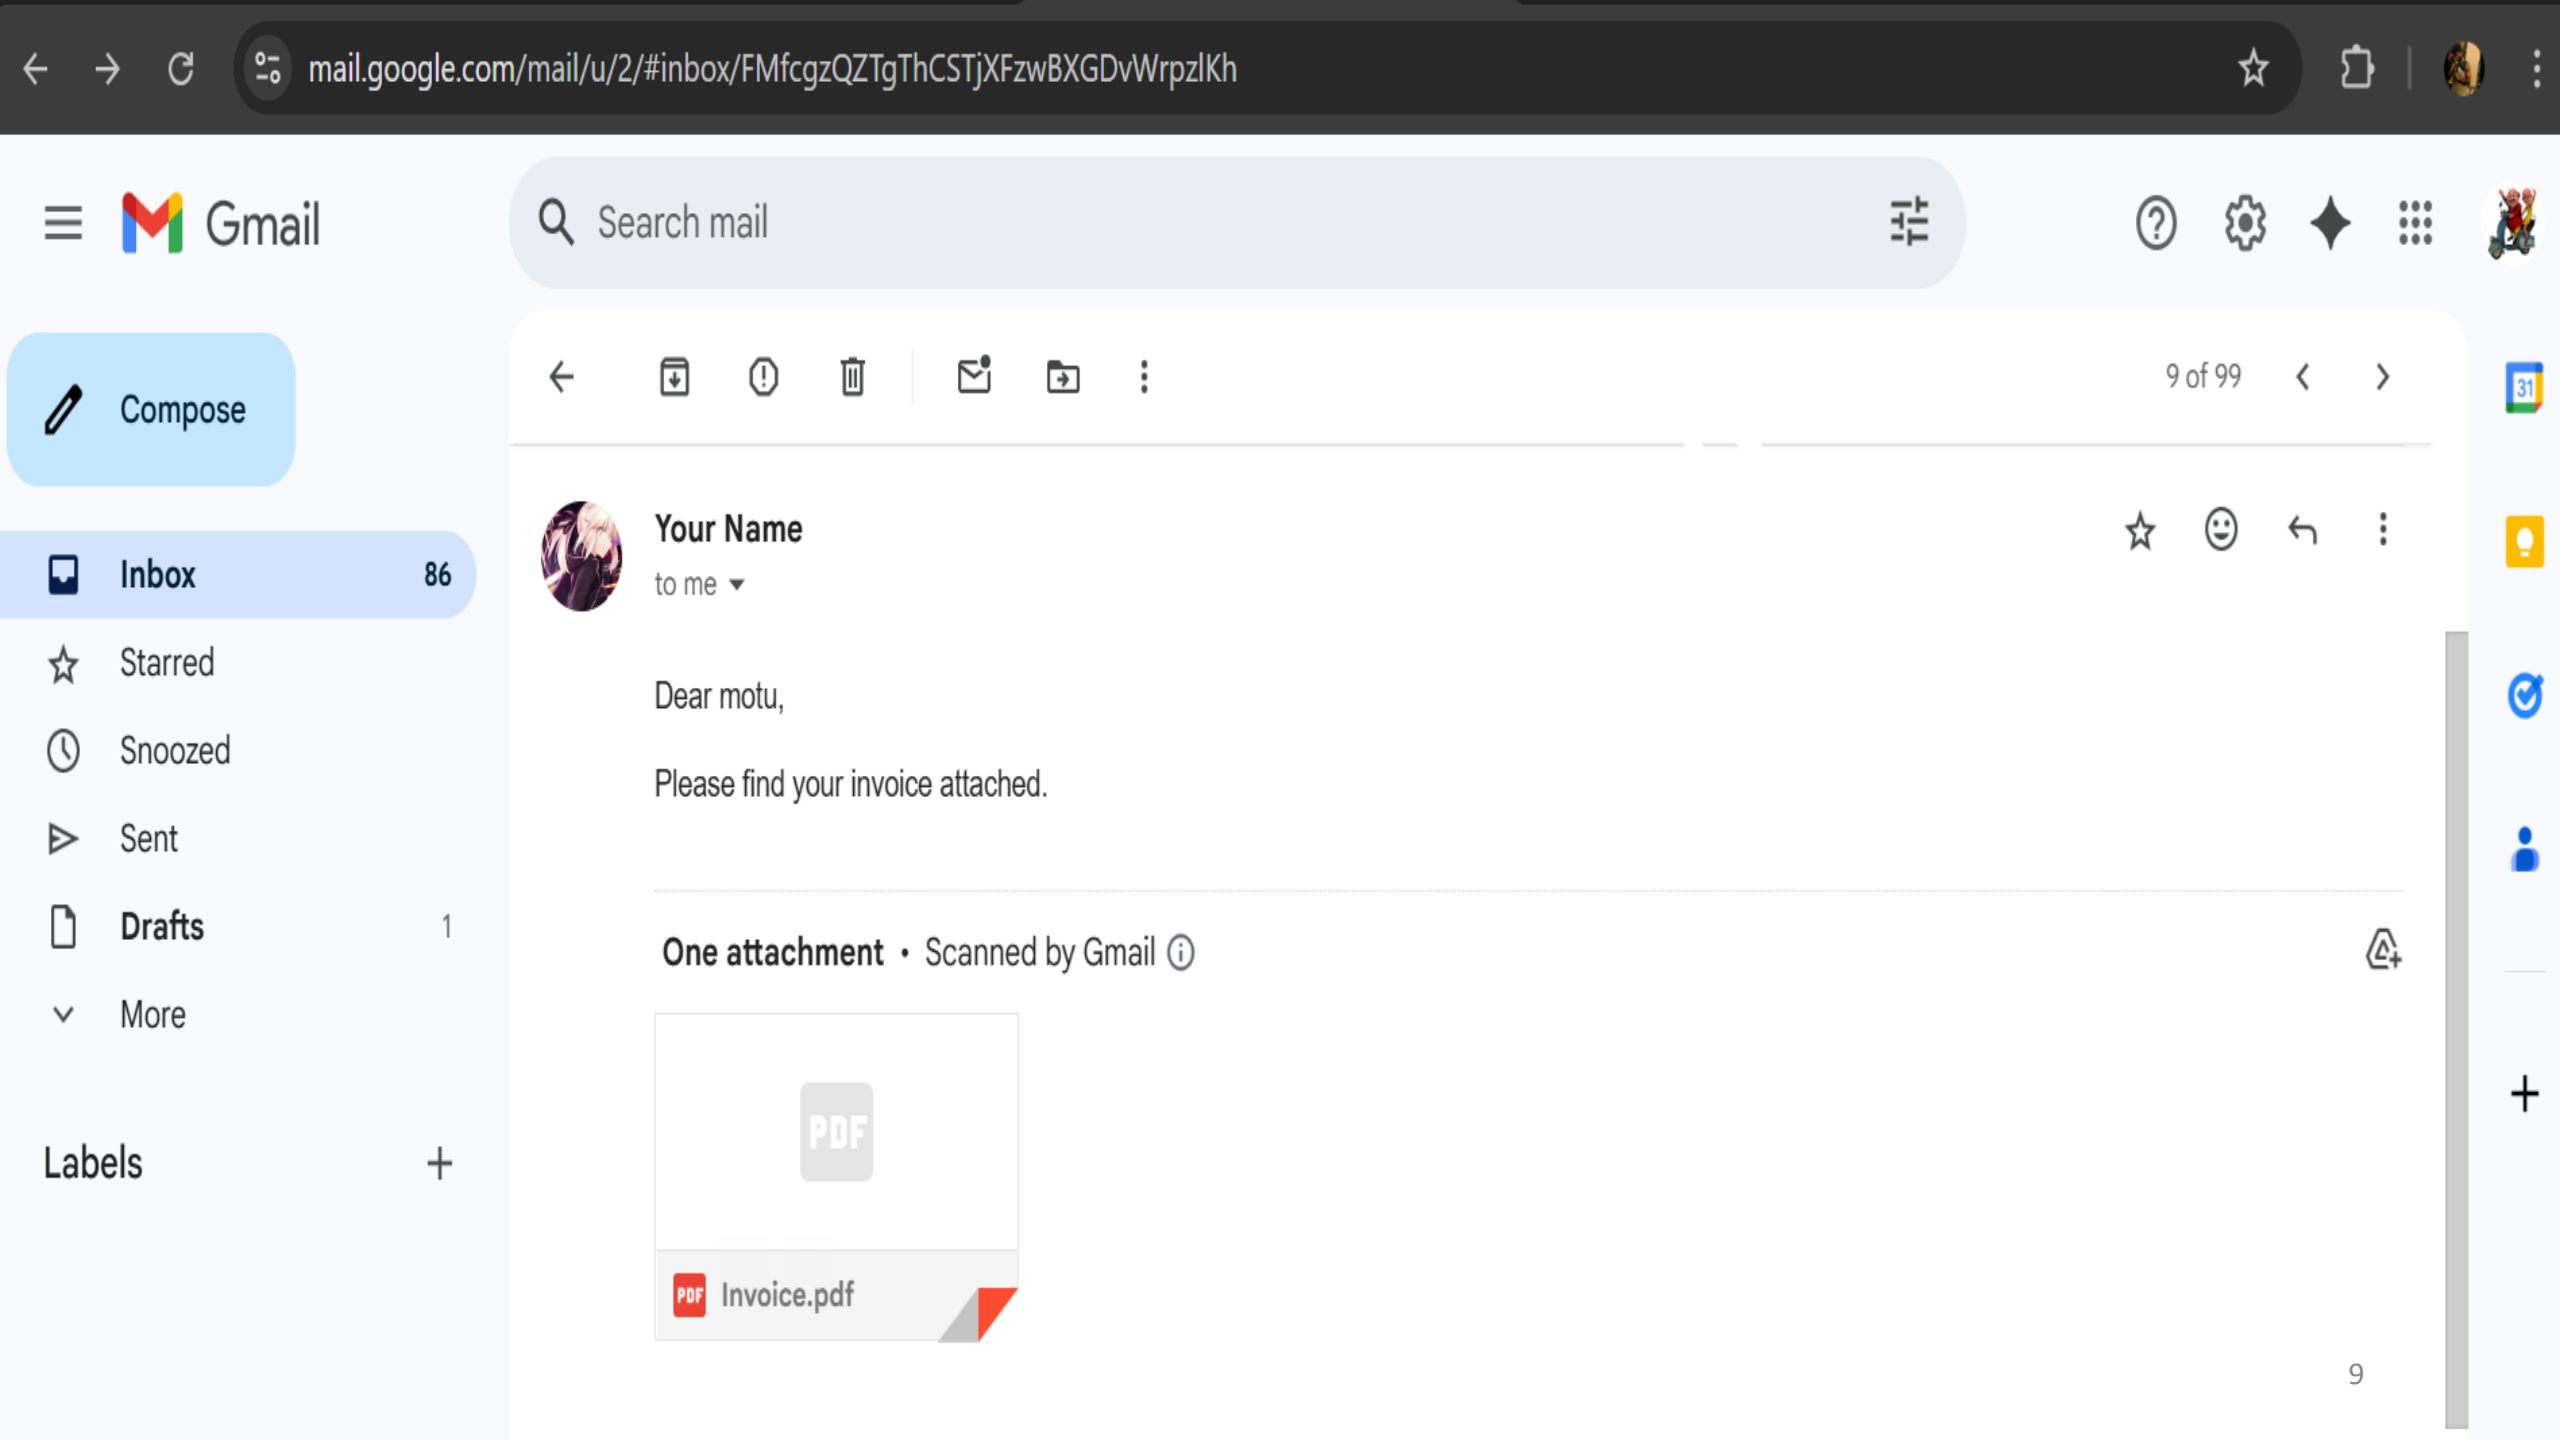 mail.google.com/mail/u/2/#inbox/FMfcgzQZTgThCSTjXFzwBXGDvWrpzlKh
Gmail
Search mail
Compose
9 of 99
31
Inbox 86
Starred
Snoozed
Sent
Drafts 1
More
Labels
Your Name
to me
Dear motu,
Please find your invoice attached.
One attachment • Scanned by Gmail
PDF
PDF Invoice.pdf
9